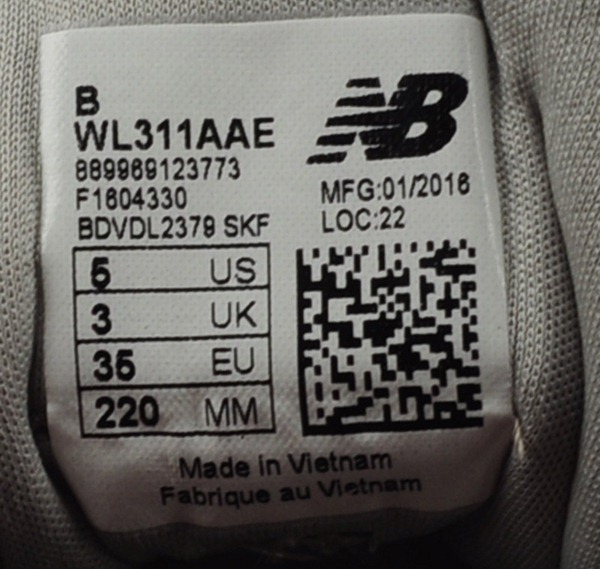 B
WL311AAE
889969123773
F1604330
BDVDL2379 SKF
NB
MFG:01/2016
LOC:22
5 US
3 UK
35 EU
220 MM
Made in Vietnam
Fabrique au Vietnam